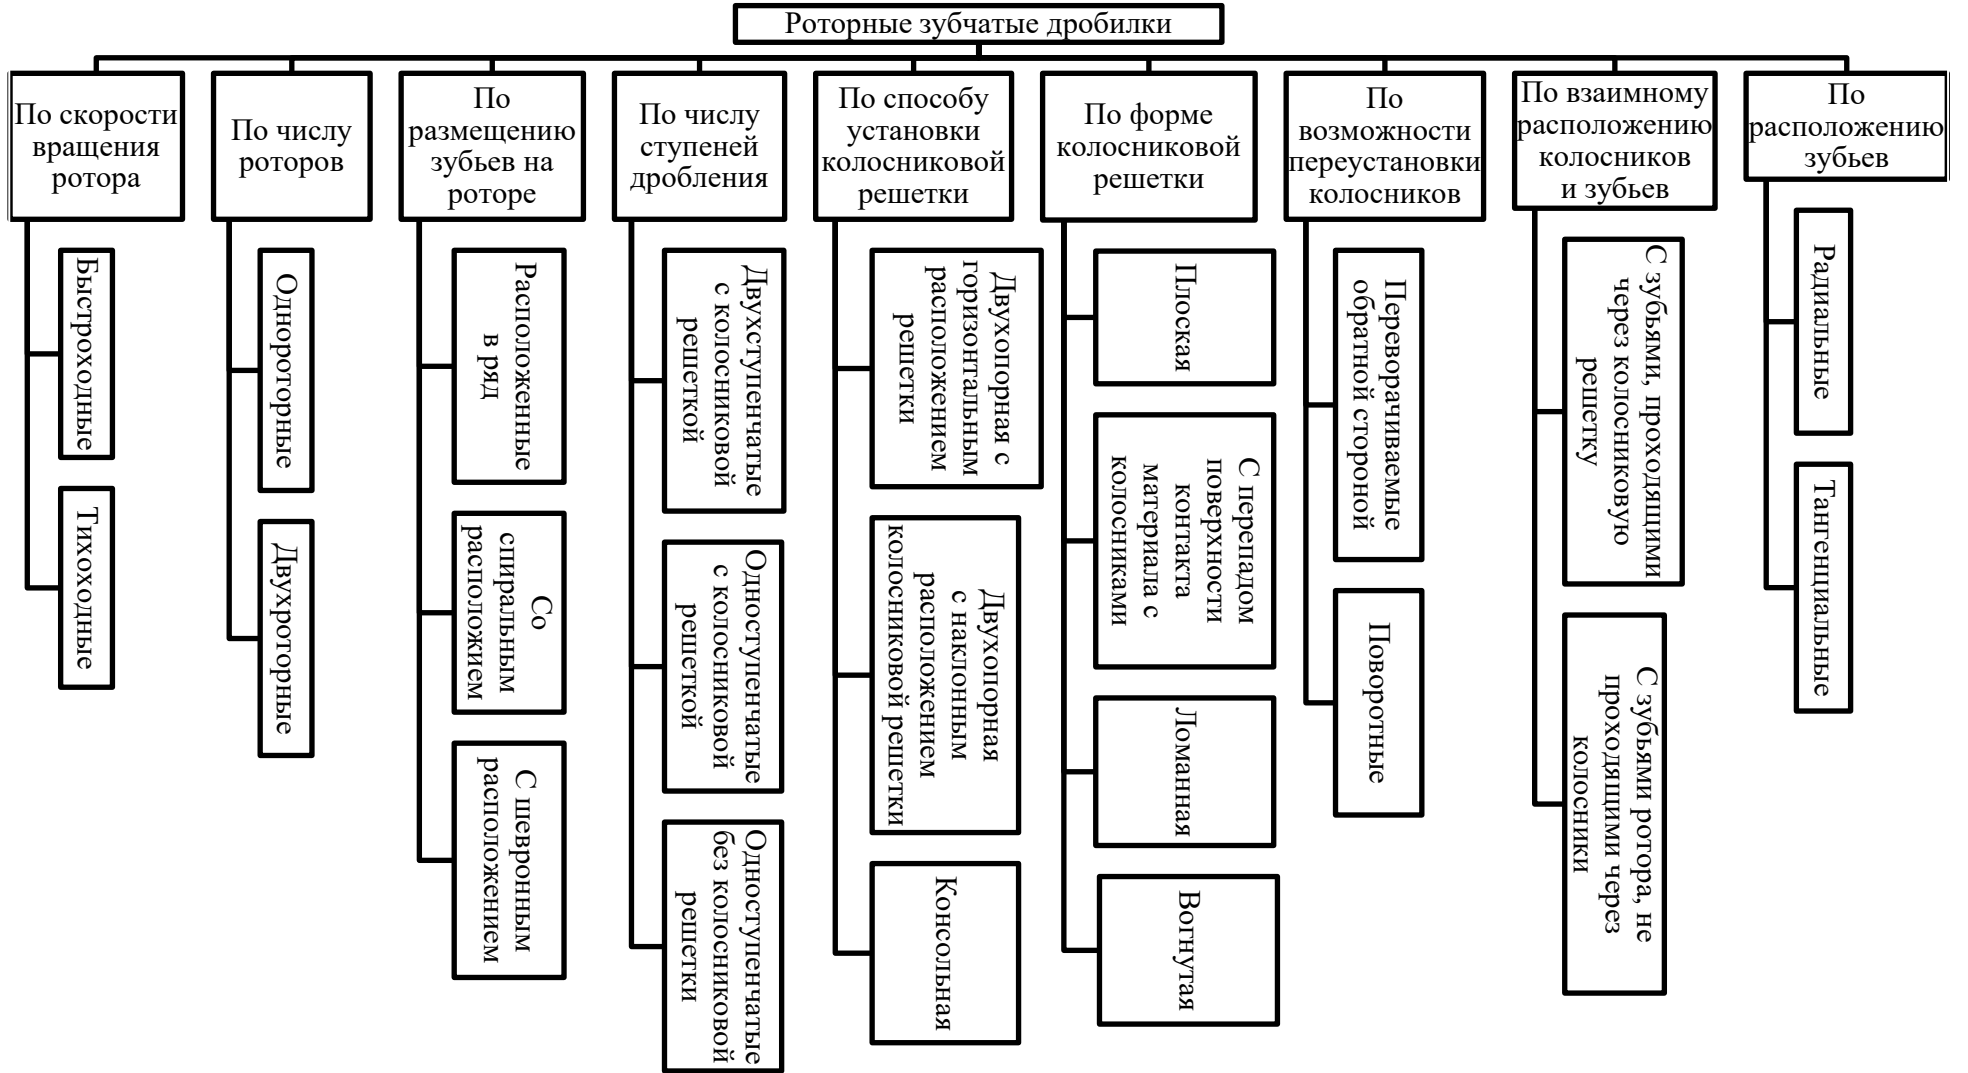 Роторные зубчатые дробилки
По скорости
вращения
ротора
Быстроходные
Тихоходные
По числу
роторов
Однороторные
Двухроторные
По
размещению
зубьев на
роторе
Расположенные
в ряд
Со
спиральным
расположием
С шевронным
расположением
По числу
ступеней
дробления
Двухступенчатые
с колосниковой
решеткой
Одноступенчатые
с колосниковой
решеткой
Одноступенчатые
без колосниковой
решетки
По способу
установки
колосниковой
решетки
Двухопорная с
горизонтальным
расположением
решетки
Двухопорная
с наклонным
расположением
колосниковой решетки
Консольная
По форме
колосниковой
решетки
Плоская
С перепадом
поверхности
контакта
материала с
колосниками
Ломанная
Вогнутая
По
возможности
переустановки
колосников
Переворачиваемые
обратной стороной
Поворотные
По взаимному
расположению
колосников
и зубьев
С зубьями, проходящими
через колосниковую
решетку
С зубьями ротора, не
проходящими через
колосники
По
расположению
зубьев
Радиальные
Тангенциальные